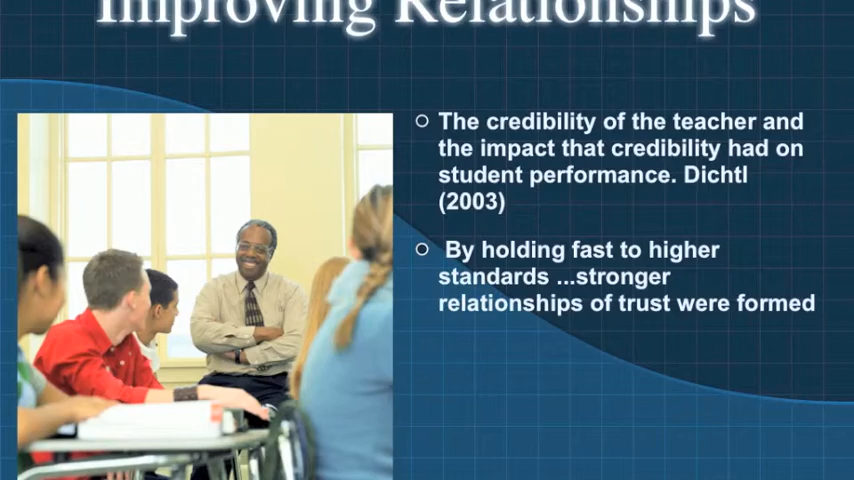 Improving Relationships
The credibility of the teacher and
the impact that credibility had on
student performance. Dichtl
(2003)
By holding fast to higher
standards ...stronger
relationships of trust were formed